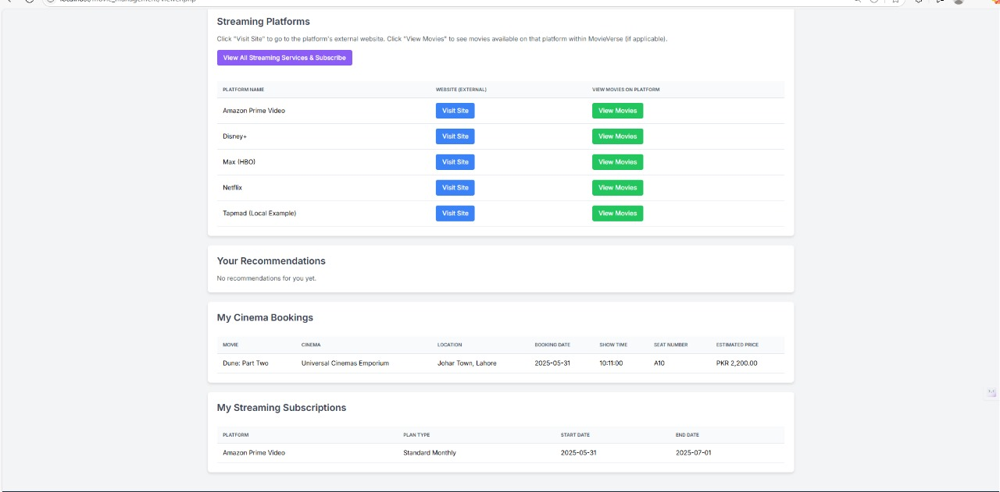 Streaming Platforms
Click "Visit Site" to go to the platform's external website. Click "View Movies" to see movies available on that platform within MovieVerse (if applicable).
View All Streaming Services & Subscribe
PLATFORM NAME WEBSITE (EXTERNAL) VIEW MOVIES ON PLATFORM
Amazon Prime Video Visit Site View Movies
Disney+ Visit Site View Movies
Max (HBO) Visit Site View Movies
Netflix Visit Site View Movies
Tapmad (Local Example) Visit Site View Movies
Your Recommendations
No recommendations for you yet.
My Cinema Bookings
MOVIE CINEMA LOCATION BOOKING DATE SHOW TIME SEAT NUMBER ESTIMATED PRICE
Dune: Part Two Universal Cinemas Emporium Johar Town, Lahore 2025-05-31 10:11:00 A10 PKR 2,200.00
My Streaming Subscriptions
PLATFORM PLAN TYPE START DATE END DATE
Amazon Prime Video Standard Monthly 2025-05-31 2025-07-01